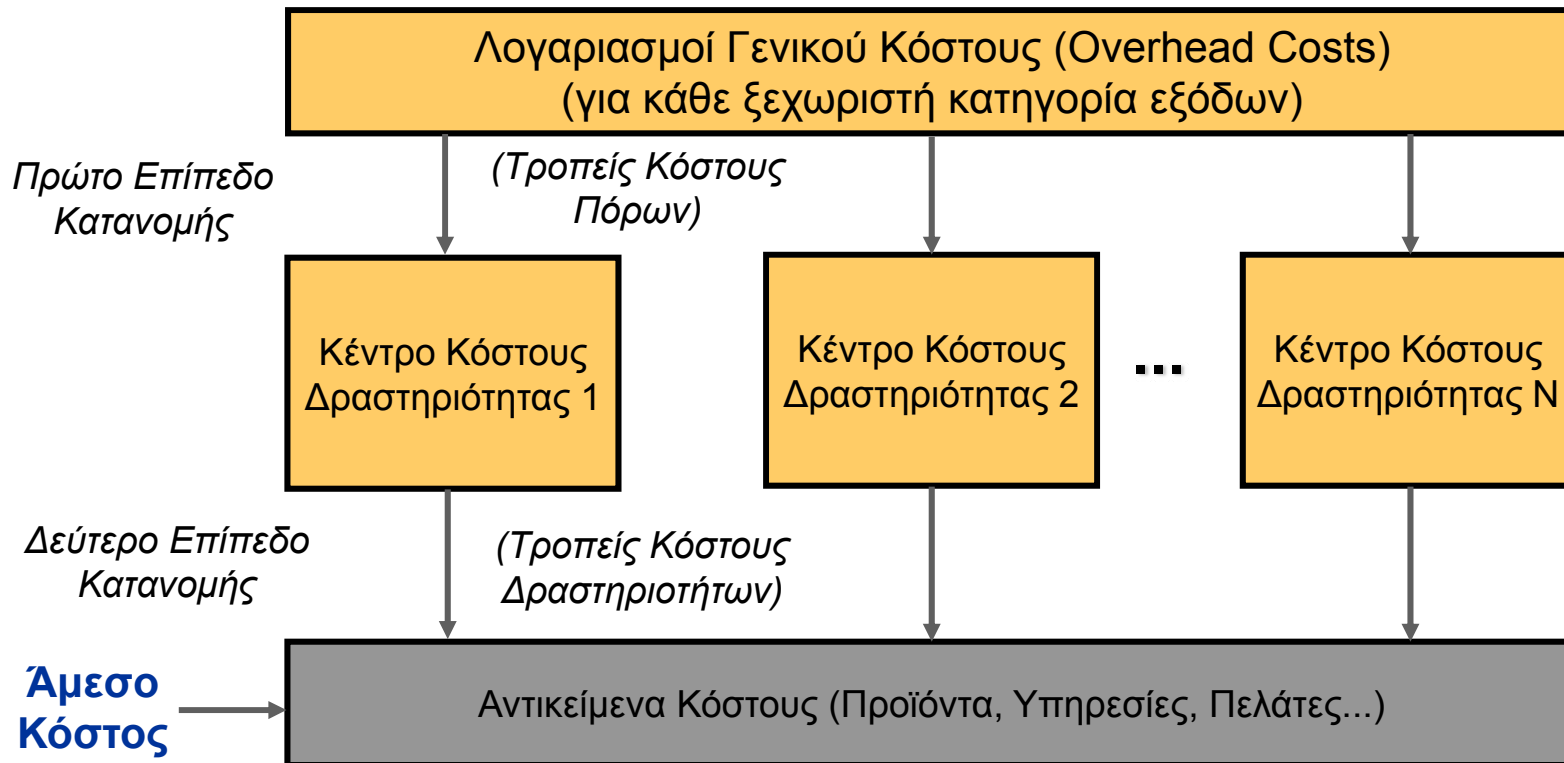 Λογαριασμοί Γενικού Κόστους (Overhead Costs)
(για κάθε ξεχωριστή κατηγορία εξόδων)
Πρώτο Επίπεδο
Κατανομής
(Τροπείς Κόστους
Πόρων)
Κέντρο Κόστους
Δραστηριότητας 1
Κέντρο Κόστους
Δραστηριότητας 2
...
Κέντρο Κόστους
Δραστηριότητας Ν
Δεύτερο Επίπεδο
Κατανομής
(Τροπείς Κόστους
Δραστηριοτήτων)
Άμεσο
Κόστος
Αντικείμενα Κόστους (Προϊόντα, Υπηρεσίες, Πελάτες...)